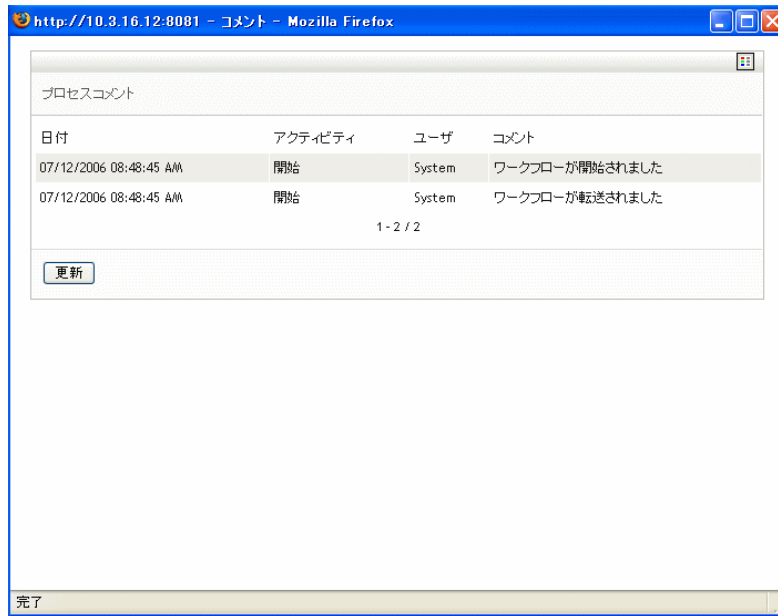 http://10.3.16.12:8081 - コメント - Mozilla Firefox
プロセスコメント
日付 アクティビティ ユーザ コメント
07/12/2006 08:48:45 AM 開始 System ワークフローが開始されました
07/12/2006 08:48:45 AM 開始 System ワークフローが転送されました
1 - 2 / 2
更新
完了